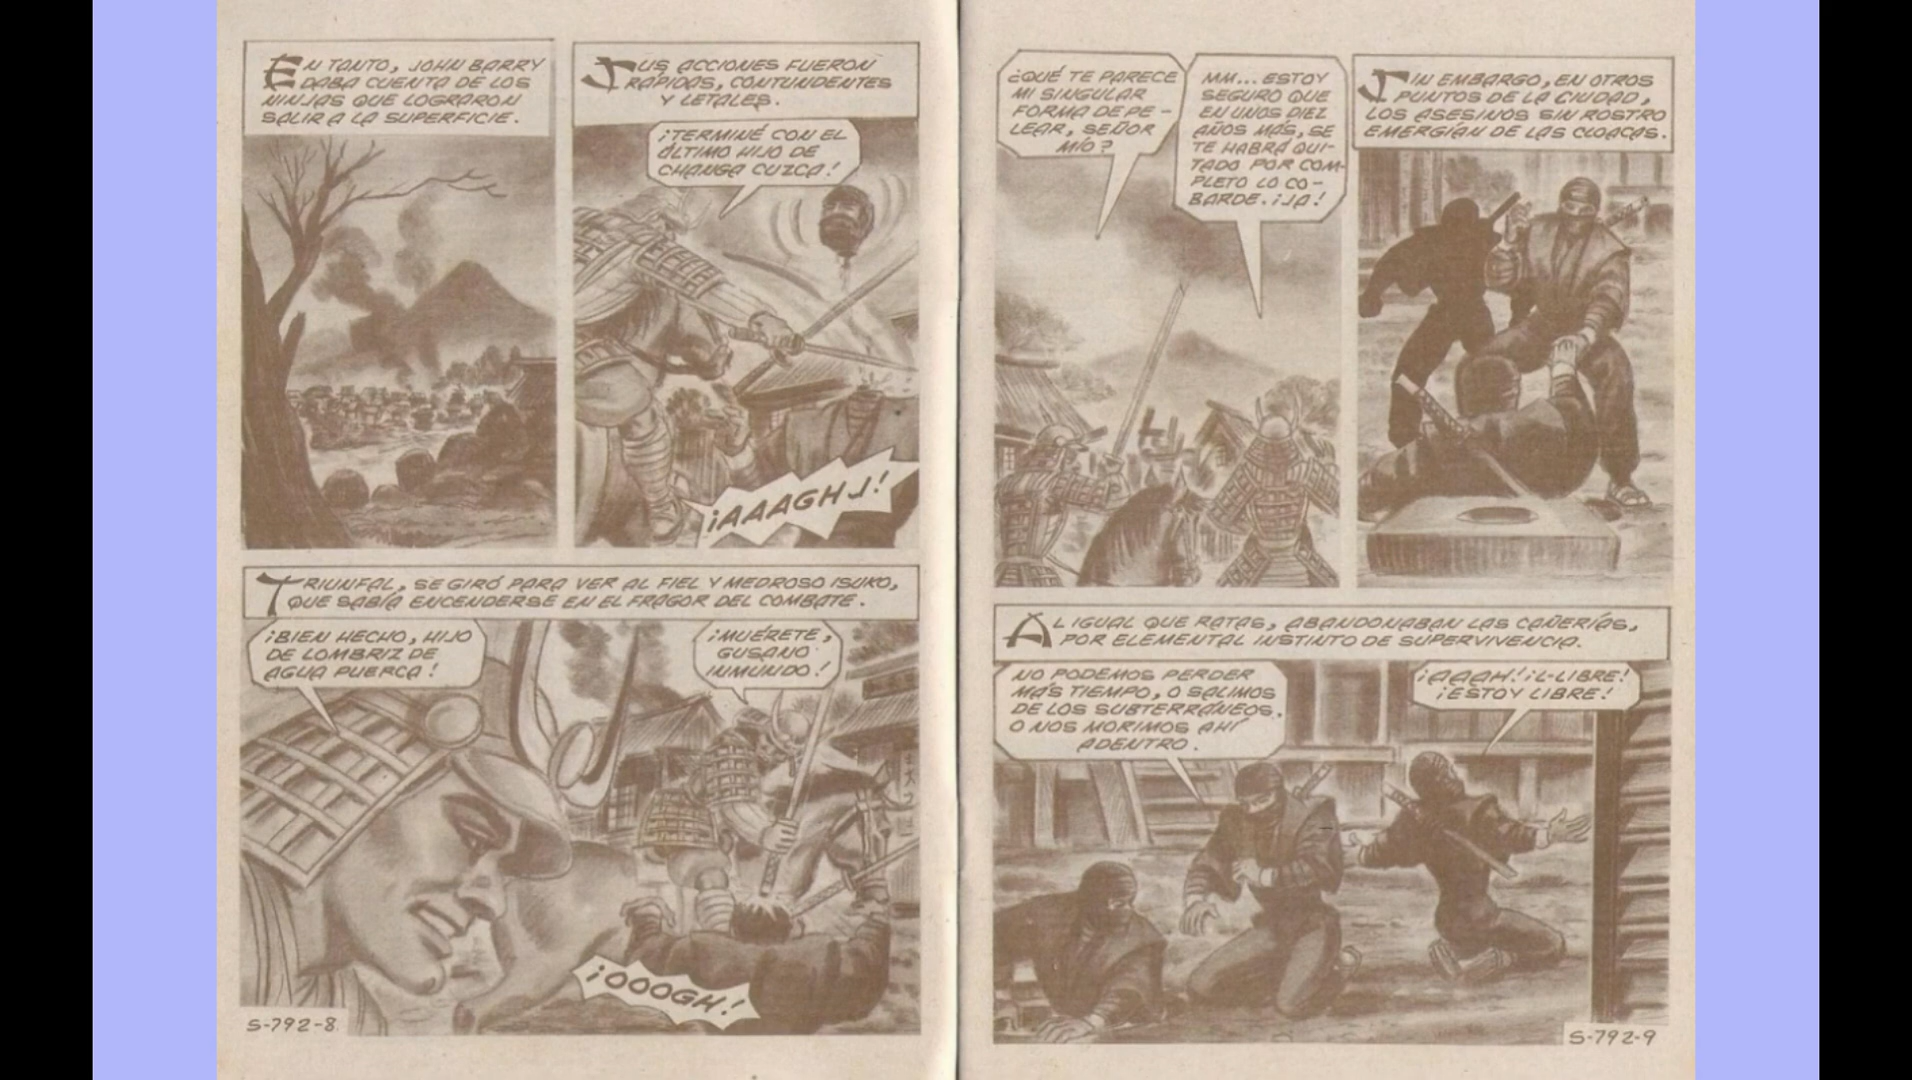 EN TANTO, JOHN BARRY
DABA CUENTA DE LOS
NINJAS QUE LOGRARON
SALIR A LA SUPERFICIE.
SUS ACCIONES FUERON
RÁPIDAS, CONTUNDENTES
Y LETALES.
¡TERMINÉ CON EL
ÚLTIMO HIJO DE
CHANGA CUZCA!
¡AAAGHJ!
TRIUNFAL, SE GIRÓ PARA VER AL FIEL Y MEDROSO ISUKO,
QUE SABÍA ENCENDERSE EN EL FRAGOR DEL COMBATE.
¡BIEN HECHO, HIJO
DE LOMBRIZ DE
AGUA PUERCA!
¡MUÉRETE,
GUSANO
INMUNDO!
¡OOOGH!
S-792-8
¿QUÉ TE PARECE
MI SINGULAR
FORMA DE PE-
LEAR, SEÑOR
MÍO?
MM... ESTOY
SEGURO QUE
EN UNOS DIEZ
AÑOS MÁS, SE
TE HABRÁ QUI-
TADO POR COM-
PLETO LO CO-
BARDE. ¡JA!
SIN EMBARGO, EN OTROS
PUNTOS DE LA CIUDAD,
LOS ASESINOS SIN ROSTRO
EMERGÍAN DE LAS CLOACAS.
AL IGUAL QUE RATAS, ABANDONABAN LAS CAÑERÍAS,
POR ELEMENTAL INSTINTO DE SUPERVIVENCIA.
NO PODEMOS PERDER
MÁS TIEMPO, O SALIMOS
DE LOS SUBTERRÁNEOS.
O NOS MORIMOS AHÍ
ADENTRO.
¡AAAH! ¡L-LIBRE!
¡ESTOY LIBRE!
S-792-9